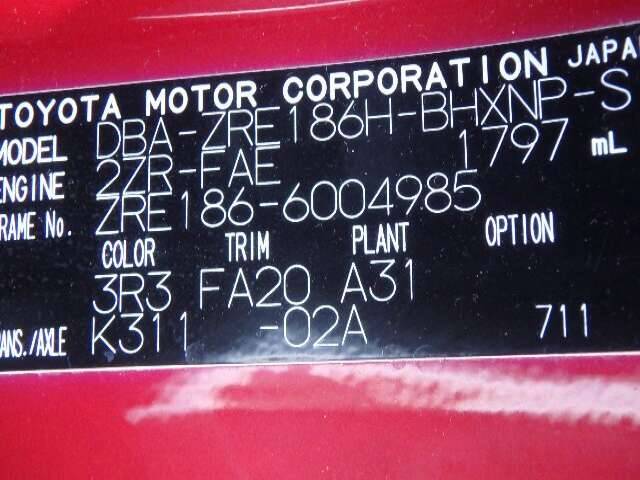 TOYOTA MOTOR CORPORATION JAPA
MODEL DBA-ZRE186H-BHXNP-S
ENGINE 2ZR-FAE 1797 mL
RAME No. ZRE186-6004985
COLOR TRIM PLANT OPTION
3R3 FA20 A31
ANS./AXLE K311 -02A 711